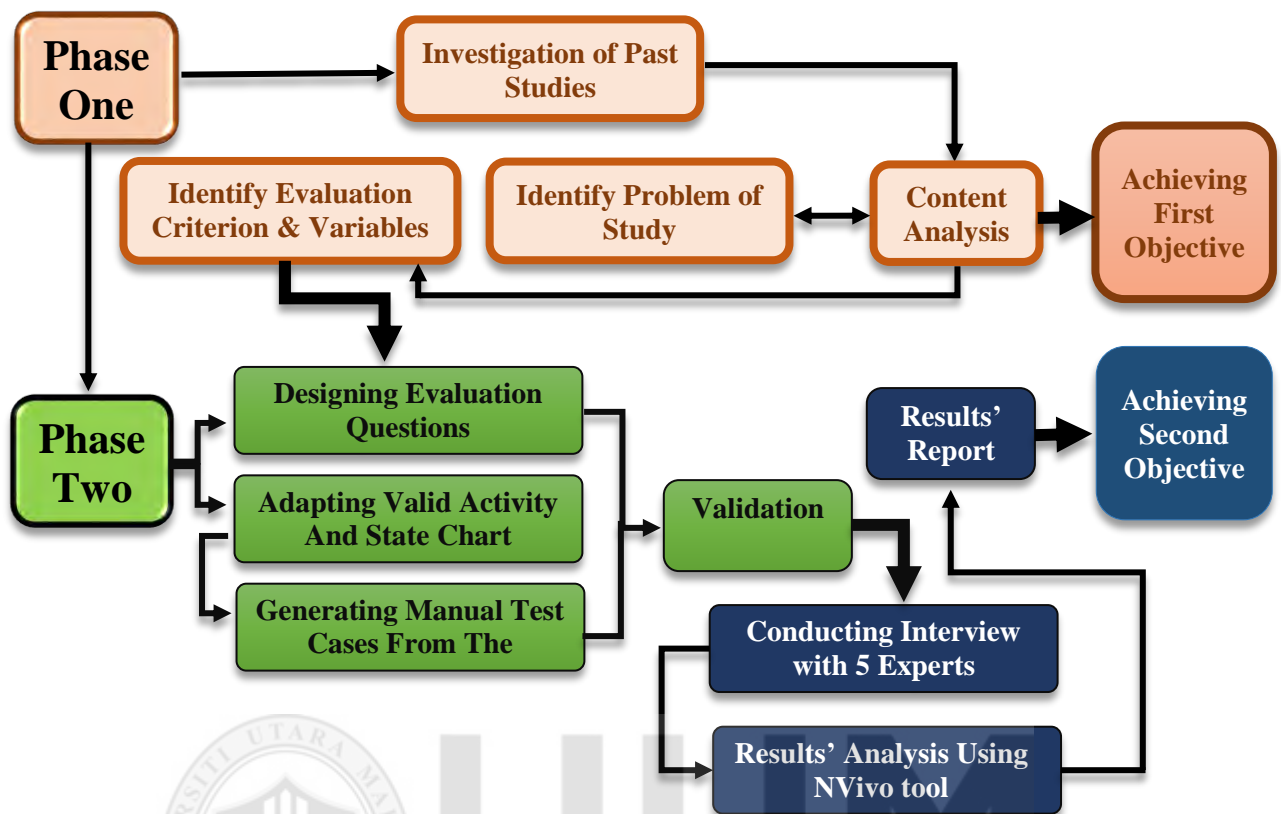 Phase
One
Investigation of Past
Studies
Identify Evaluation
Criterion & Variables
Identify Problem of
Study
Content
Analysis
Achieving
First
Objective
Phase
Two
Designing Evaluation
Questions
Adapting Valid Activity
And State Chart
Generating Manual Test
Cases From The
Validation
Results’
Report
Achieving
Second
Objective
Conducting Interview
with 5 Experts
Results’ Analysis Using
NVivo tool
UTARA
UUM